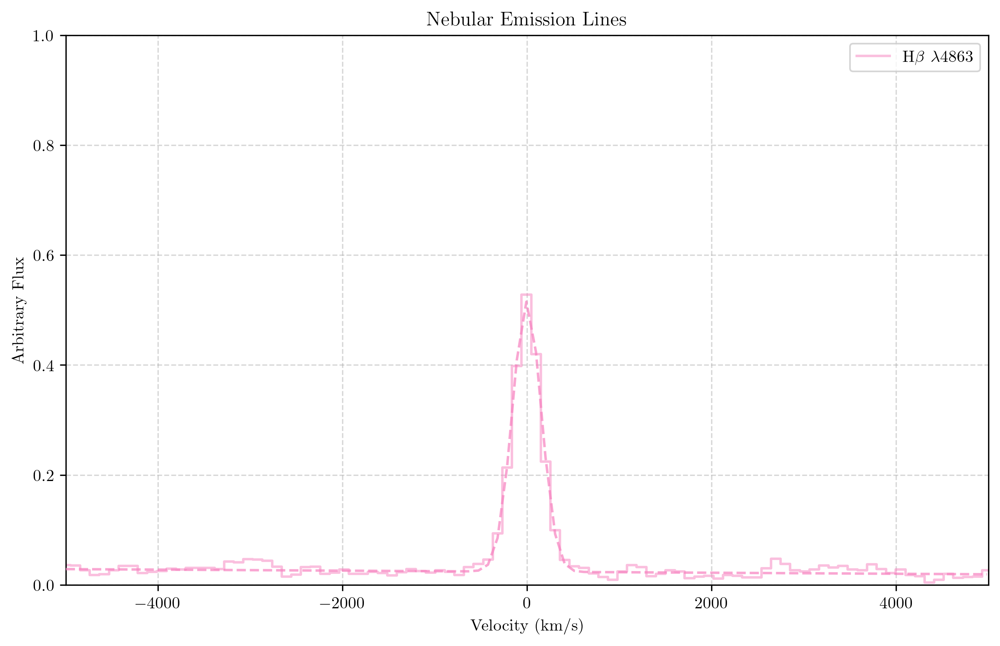 Nebular Emission Lines
Hβ λ4863
1.0
0.8
0.6
0.4
0.2
0.0
Arbitrary Flux
−4000
−2000
0
2000
4000
Velocity (km/s)